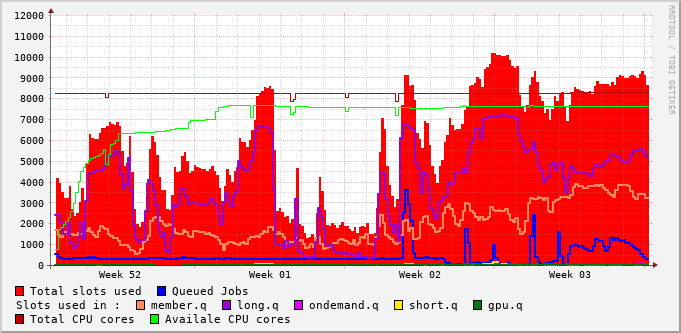 12000
11000
10000
9000
8000
7000
6000
5000
4000
3000
2000
1000
0
Week 52 Week 01 Week 02 Week 03
Total slots used Queued Jobs
Slots used in : member.q long.q ondemand.q short.q gpu.q
Total CPU cores Availale CPU cores
RRDTOOL / TOBI OETIKER